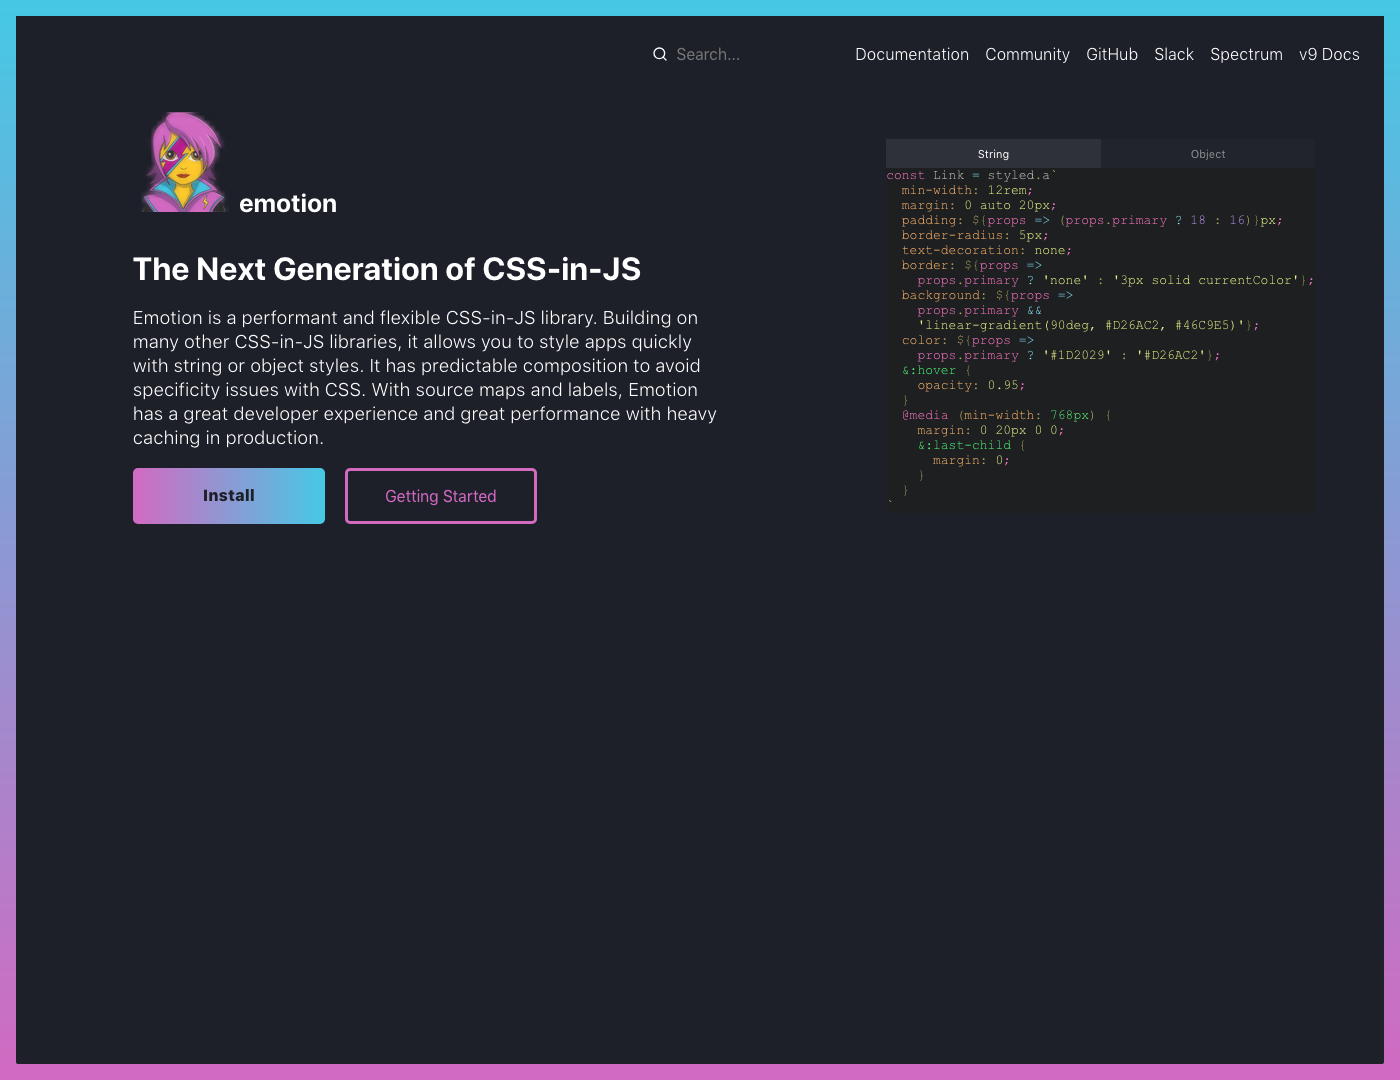 Search...
Documentation Community GitHub Slack Spectrum v9 Docs
emotion
The Next Generation of CSS-in-JS
Emotion is a performant and flexible CSS-in-JS library. Building on
many other CSS-in-JS libraries, it allows you to style apps quickly
with string or object styles. It has predictable composition to avoid
specificity issues with CSS. With source maps and labels, Emotion
has a great developer experience and great performance with heavy
caching in production.
Install
Getting Started
String
Object
const Link = styled.a`
  min-width: 12rem;
  margin: 0 auto 20px;
  padding: ${props => (props.primary ? 18 : 16)}px;
  border-radius: 5px;
  text-decoration: none;
  border: ${props =>
    props.primary ? 'none' : '3px solid currentColor'};
  background: ${props =>
    props.primary &&
    'linear-gradient(90deg, #D26AC2, #46C9E5)'};
  color: ${props =>
    props.primary ? '#1D2029' : '#D26AC2'};
  &:hover {
    opacity: 0.95;
  }
  @media (min-width: 768px) {
    margin: 0 20px 0 0;
    &:last-child {
      margin: 0;
    }
  }
`